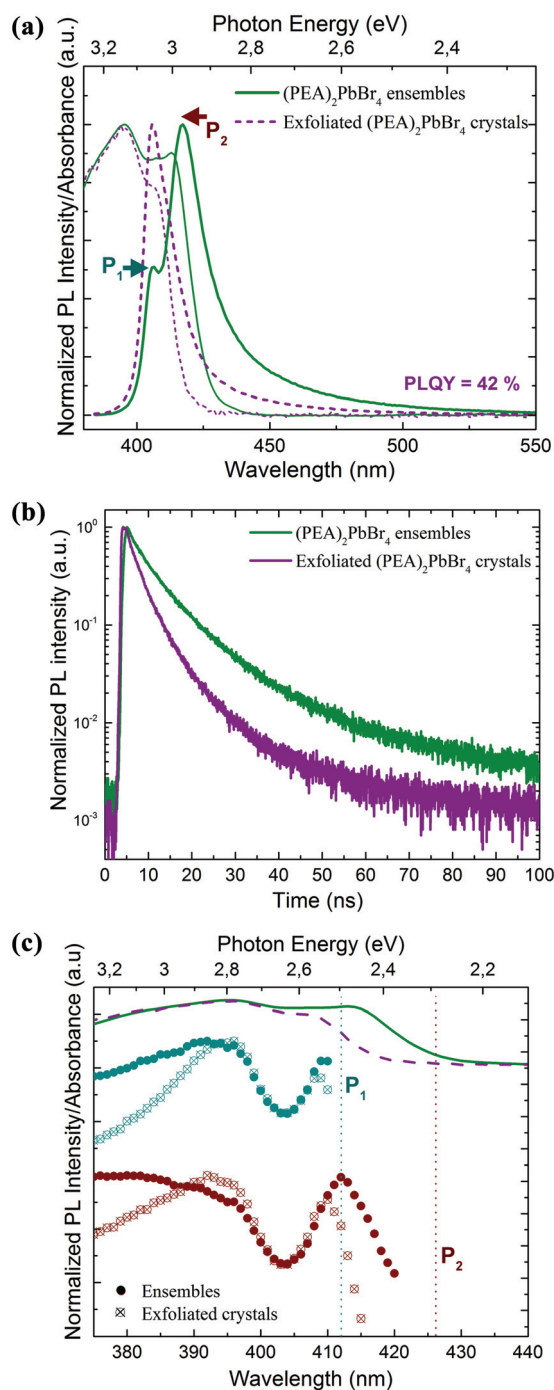 (a)
Photon Energy (eV)
3,2 3 2,8 2,6 2,4
Normalized PL Intensity/Absorbance (a.u.)
(PEA)2PbBr4 ensembles
Exfoliated (PEA)2PbBr4 crystals
P2
P1
PLQY = 42 %
400 450 500 550
Wavelength (nm)
(b)
Normalized PL intensity (a.u.)
10^0
10^-1
10^-2
10^-3
(PEA)2PbBr4 ensembles
Exfoliated (PEA)2PbBr4 crystals
0 10 20 30 40 50 60 70 80 90 100
Time (ns)
(c)
Photon Energy (eV)
3,2 3 2,8 2,6 2,4 2,2
Normalized PL Intensity/Absorbance (a.u)
P1
P2
Ensembles
Exfoliated crystals
380 390 400 410 420 430 440
Wavelength (nm)